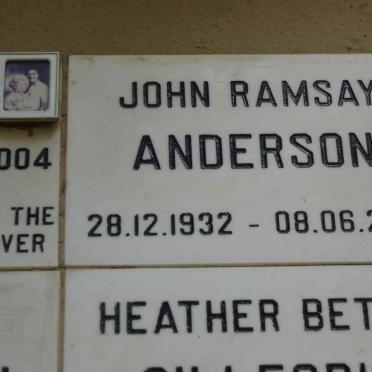 JOHN RAMSAY
ANDERSON
28.12.1932 - 08.06.2
004
THE
VER
HEATHER BET